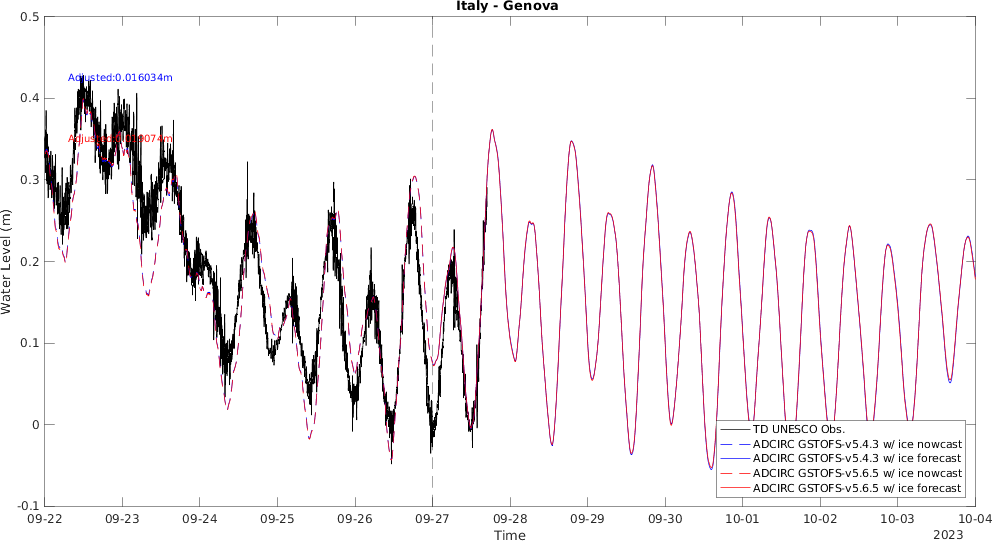 Italy - Genova
0.5
0.4
0.3
0.2
0.1
0
-0.1
Water Level (m)
Adjusted:0.016034m
TD UNESCO Obs.
ADCIRC GSTOFS-v5.4.3 w/ ice nowcast
ADCIRC GSTOFS-v5.4.3 w/ ice forecast
ADCIRC GSTOFS-v5.6.5 w/ ice nowcast
ADCIRC GSTOFS-v5.6.5 w/ ice forecast
09-22 09-23 09-24 09-25 09-26 09-27 09-28 09-29 09-30 10-01 10-02 10-03 10-04
Time
2023